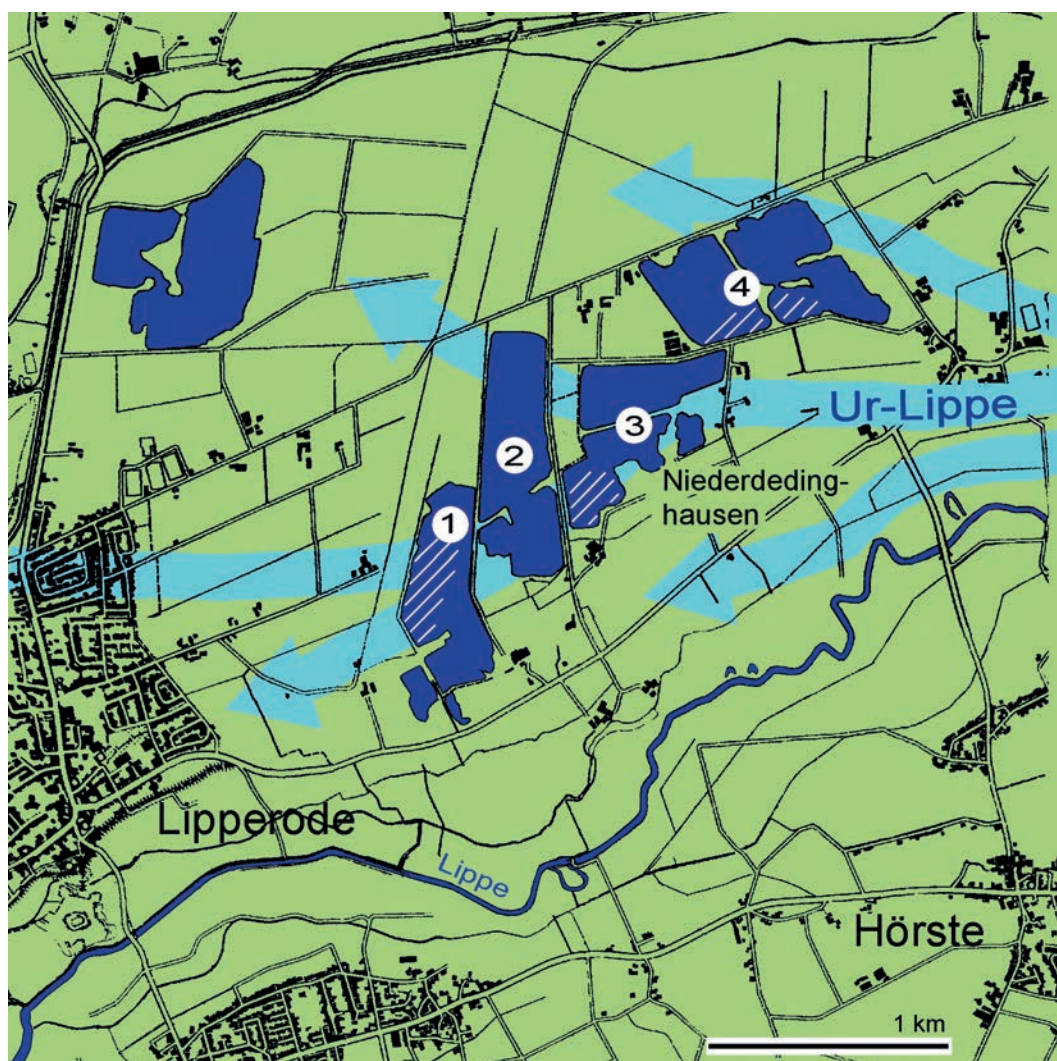 4
Ur-Lippe
3
2
Niederdeding-
hausen
1
Lipperode
Lippe
Hörste
1 km